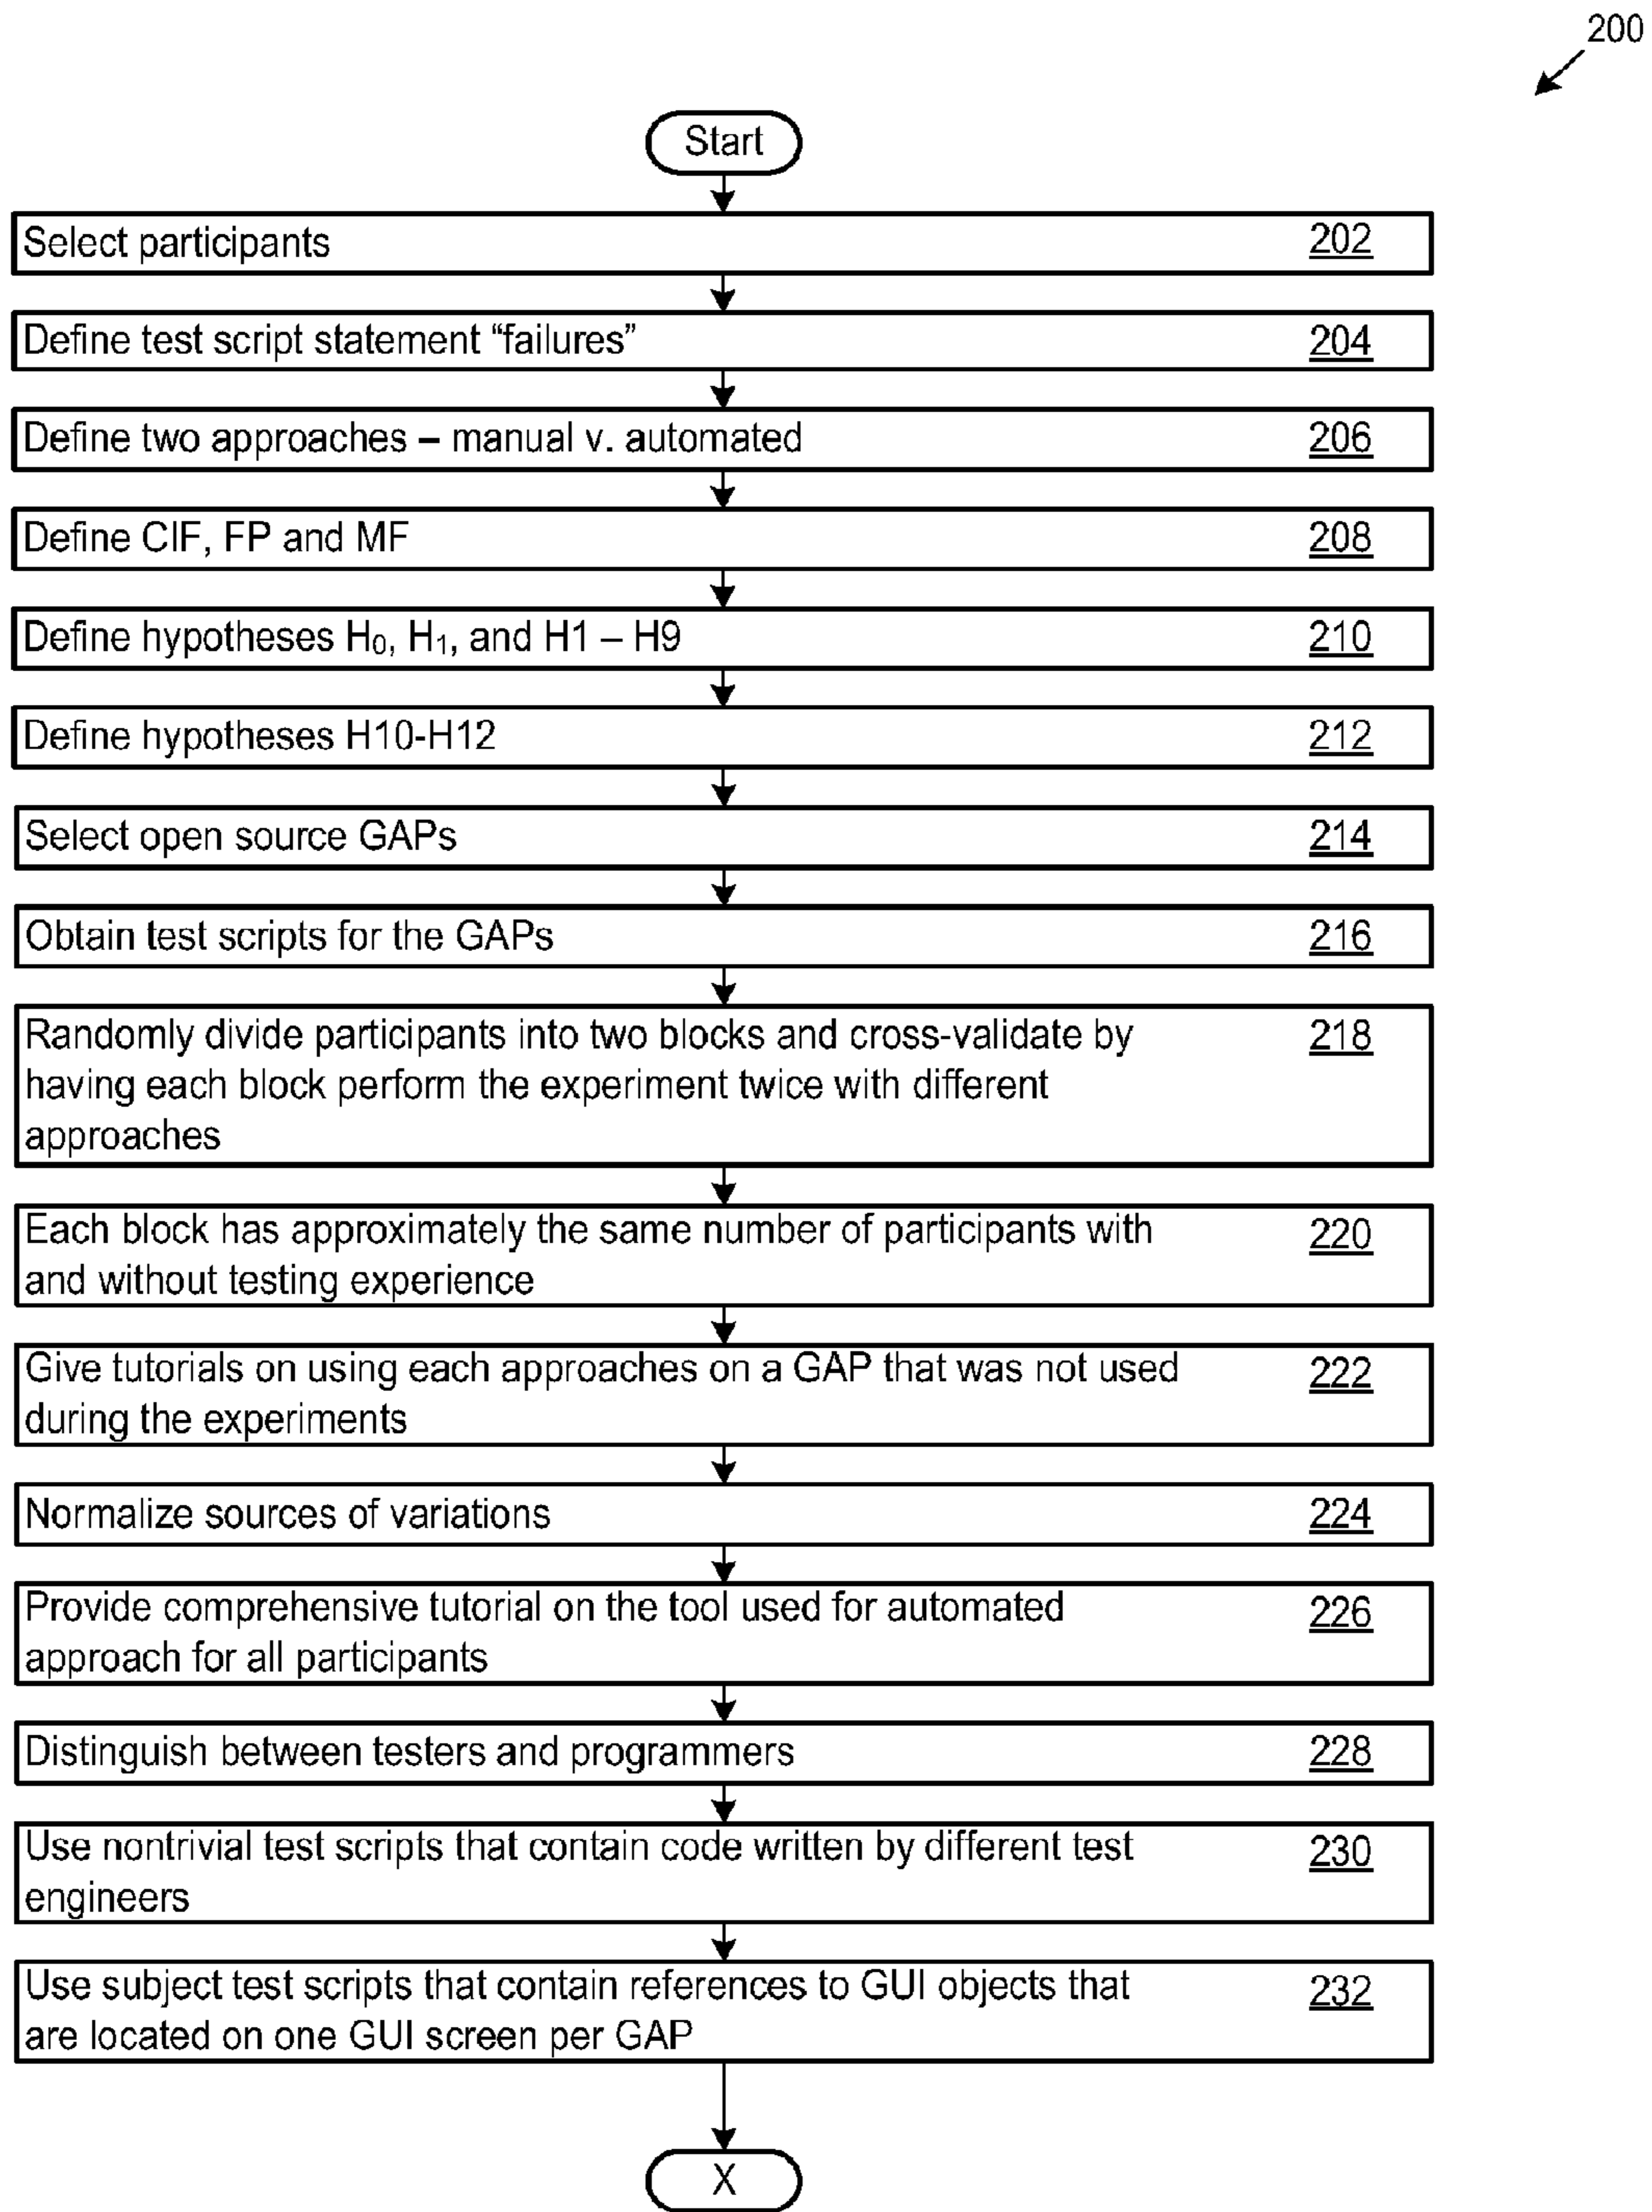 200
Start
Select participants 202
Define test script statement “failures” 204
Define two approaches – manual v. automated 206
Define CIF, FP and MF 208
Define hypotheses H₀, H₁, and H1 – H9 210
Define hypotheses H10-H12 212
Select open source GAPs 214
Obtain test scripts for the GAPs 216
Randomly divide participants into two blocks and cross-validate by 218
having each block perform the experiment twice with different
approaches
Each block has approximately the same number of participants with 220
and without testing experience
Give tutorials on using each approaches on a GAP that was not used 222
during the experiments
Normalize sources of variations 224
Provide comprehensive tutorial on the tool used for automated 226
approach for all participants
Distinguish between testers and programmers 228
Use nontrivial test scripts that contain code written by different test 230
engineers
Use subject test scripts that contain references to GUI objects that 232
are located on one GUI screen per GAP
X